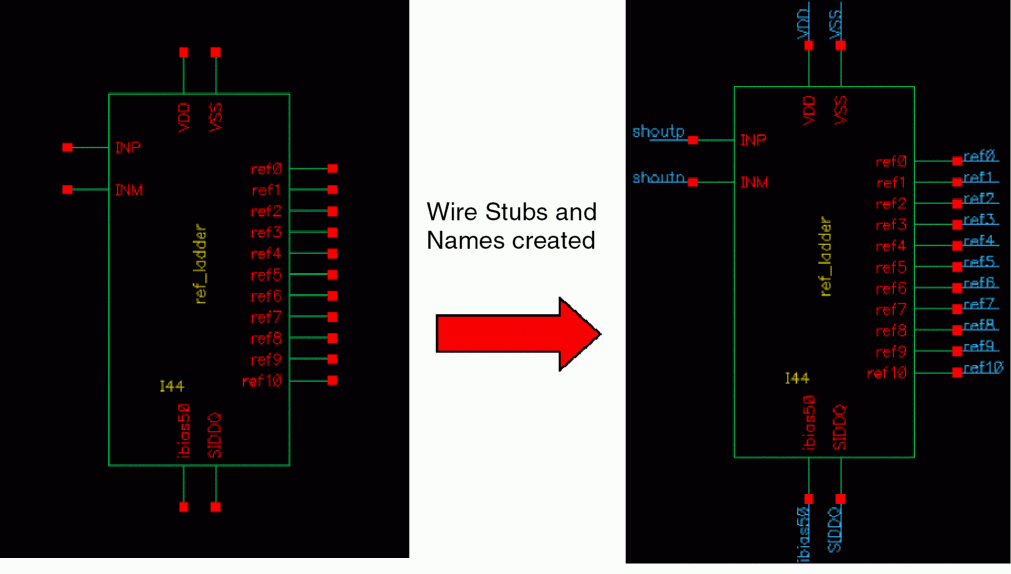 VDD
VSS
INP
INM
ref0
ref1
ref2
ref3
ref4
ref5
ref6
ref7
ref8
ref9
ref10
ref_ladder
I44
ibias50
SIDDQ
Wire Stubs and
Names created
VDD
VSS
VDD
VSS
shoutp
INP
shoutn
INM
ref0 ref0
ref1 ref1
ref2 ref2
ref3 ref3
ref4 ref4
ref5 ref5
ref6 ref6
ref7 ref7
ref8 ref8
ref9 ref9
ref10 ref10
ref_ladder
I44
ibias50
SIDDQ
ibias50
SIDDQ